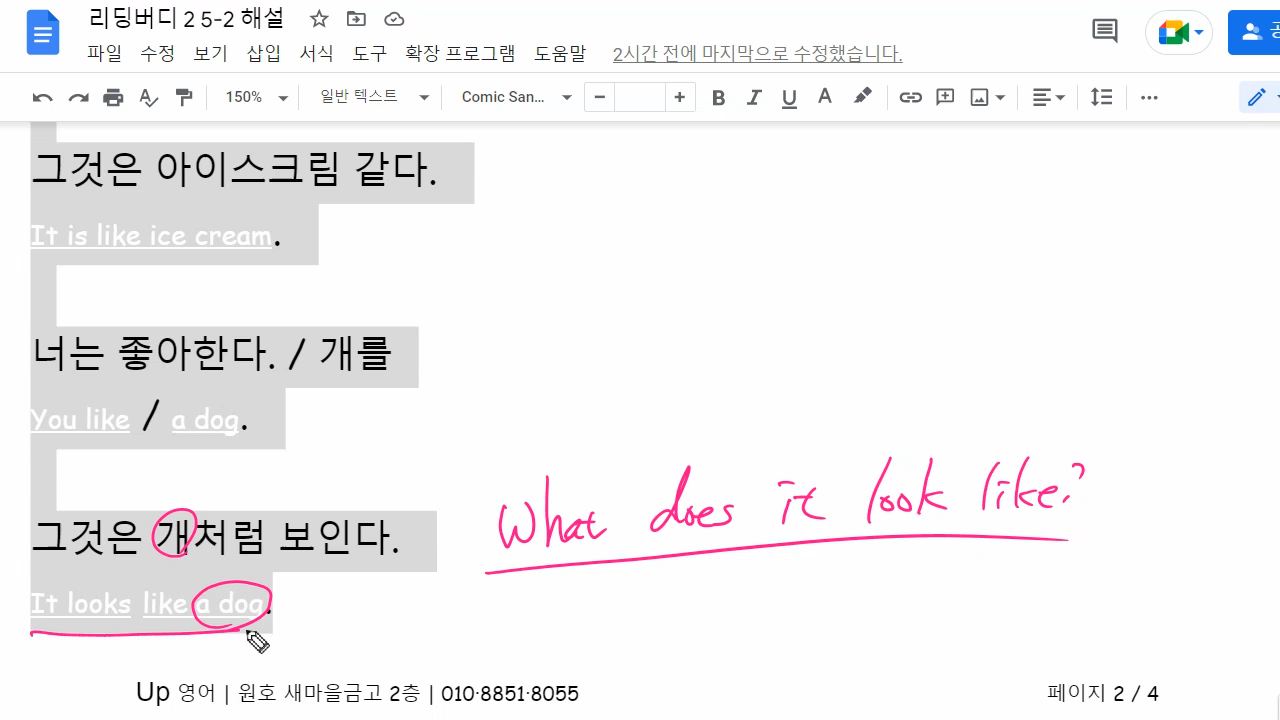 리딩버디 2 5-2 해설
파일 수정 보기 삽입 서식 도구 확장 프로그램 도움말 2시간 전에 마지막으로 수정했습니다.
150% 일반 텍스트 Comic San... − + B I U A
그것은 아이스크림 같다.
It is like ice cream.
너는 좋아한다. / 개를
You like / a dog.
What does it look like?
그것은 개처럼 보인다.
It looks like a dog.
Up 영어 | 원호 새마을금고 2층 | 010·8851·8055 페이지 2 / 4